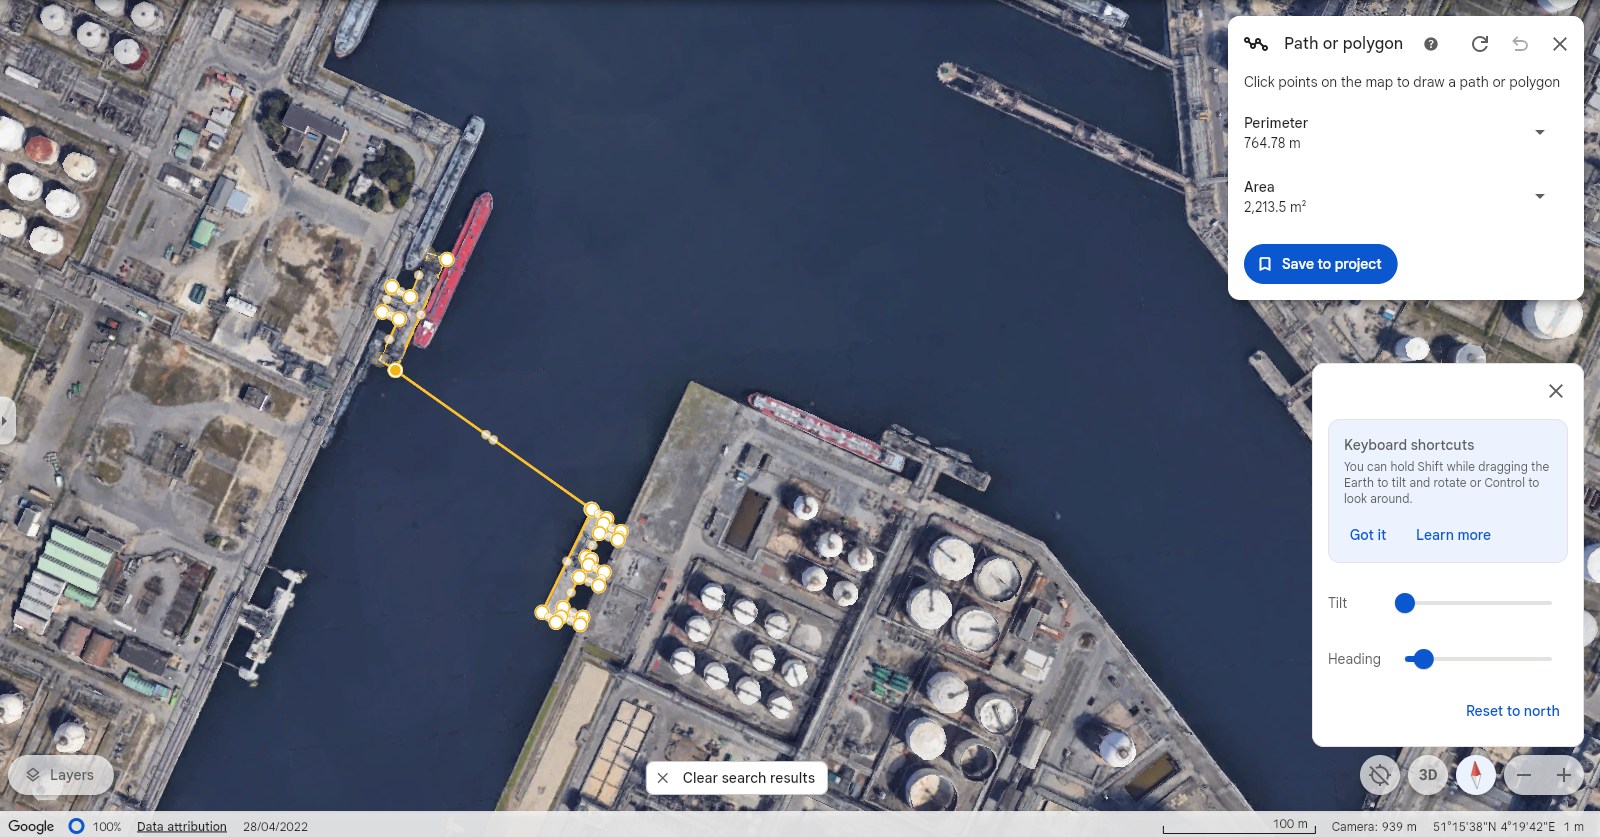 Path or polygon
Click points on the map to draw a path or polygon
Perimeter
764.78 m
Area
2,213.5 m²
Save to project
Keyboard shortcuts
You can hold Shift while dragging the
Earth to tilt and rotate or Control to
look around.
Got it Learn more
Tilt
Heading
Reset to north
Layers
Clear search results
3D
Google 100% Data attribution 28/04/2022 100 m Camera: 939 m 51°15'38"N 4°19'42"E 1 m